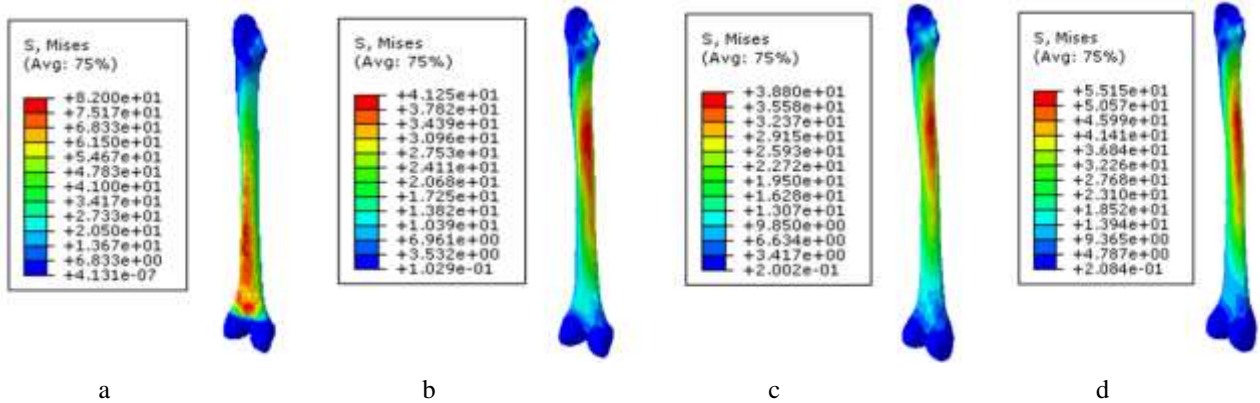 S, Mises
(Avg: 75%)
+8.200e+01
+7.517e+01
+6.833e+01
+6.150e+01
+5.467e+01
+4.783e+01
+4.100e+01
+3.417e+01
+2.733e+01
+2.050e+01
+1.367e+01
+6.833e+00
+4.131e-07
S, Mises
(Avg: 75%)
+4.125e+01
+3.782e+01
+3.439e+01
+3.096e+01
+2.753e+01
+2.411e+01
+2.068e+01
+1.725e+01
+1.382e+01
+1.039e+01
+6.961e+00
+3.532e+00
+1.029e-01
S, Mises
(Avg: 75%)
+3.880e+01
+3.558e+01
+3.237e+01
+2.915e+01
+2.593e+01
+2.272e+01
+1.950e+01
+1.628e+01
+1.307e+01
+9.850e+00
+6.634e+00
+3.417e+00
+2.002e-01
S, Mises
(Avg: 75%)
+5.515e+01
+5.057e+01
+4.599e+01
+4.141e+01
+3.684e+01
+3.226e+01
+2.768e+01
+2.310e+01
+1.852e+01
+1.394e+01
+9.365e+00
+4.787e+00
+2.084e-01
a
b
c
d